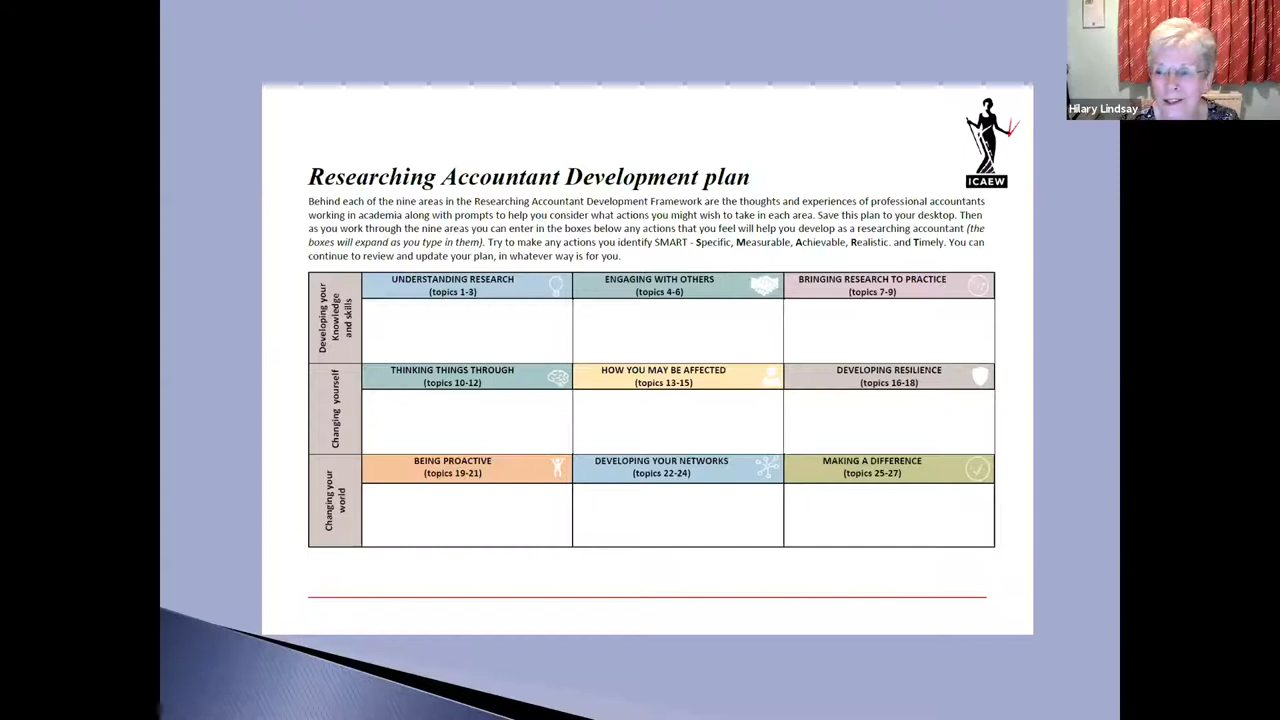 Hilary Lindsay
ICAEW
Researching Accountant Development plan
Behind each of the nine areas in the Researching Accountant Development Framework are the thoughts and experiences of professional accountants
working in academia along with prompts to help you consider what actions you might wish to take in each area. Save this plan to your desktop. Then
as you work through the nine areas you can enter in the boxes below any actions that you feel will help you develop as a researching accountant (the
boxes will expand as you type in them). Try to make any actions you identify SMART - Specific, Measurable, Achievable, Realistic. and Timely. You can
continue to review and update your plan, in whatever way is for you.
Developing your
Knowledge
and skills
UNDERSTANDING RESEARCH
(topics 1-3)
ENGAGING WITH OTHERS
(topics 4-6)
BRINGING RESEARCH TO PRACTICE
(topics 7-9)
Changing yourself
THINKING THINGS THROUGH
(topics 10-12)
HOW YOU MAY BE AFFECTED
(topics 13-15)
DEVELOPING RESILIENCE
(topics 16-18)
Changing your
world
BEING PROACTIVE
(topics 19-21)
DEVELOPING YOUR NETWORKS
(topics 22-24)
MAKING A DIFFERENCE
(topics 25-27)